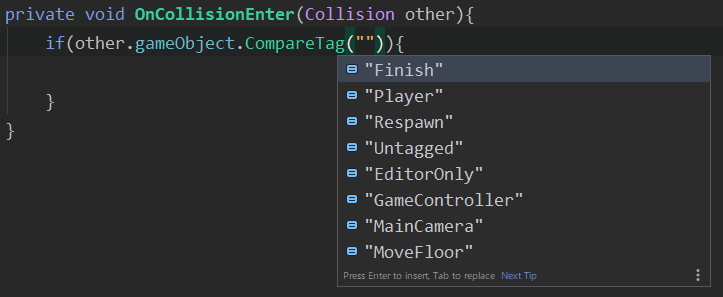 private void OnCollisionEnter(Collision other){
if(other.gameObject.CompareTag("")){
"Finish"
"Player"
"Respawn"
"Untagged"
"EditorOnly"
"GameController"
"MainCamera"
"MoveFloor"
Press Enter to insert, Tab to replace Next Tip
}
}